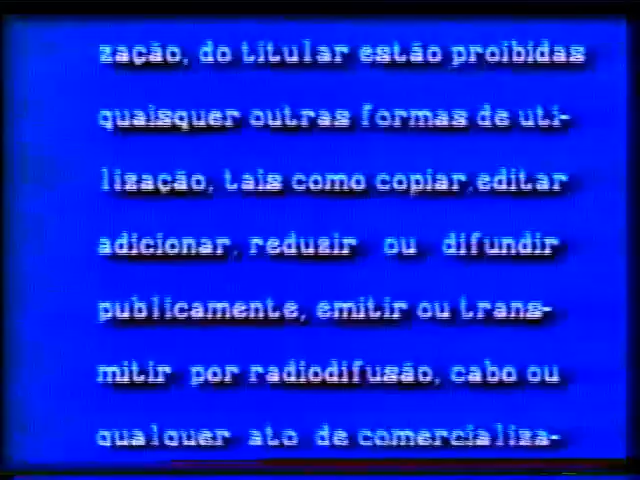 zação, do titular estão proibidas
quaisquer outras formas de uti-
lização, tais como copiar,editar
adicionar, reduzir ou difundir
publicamente, emitir ou trans-
mitir por radiodifusão, cabo ou
qualquer ato de comercializa-